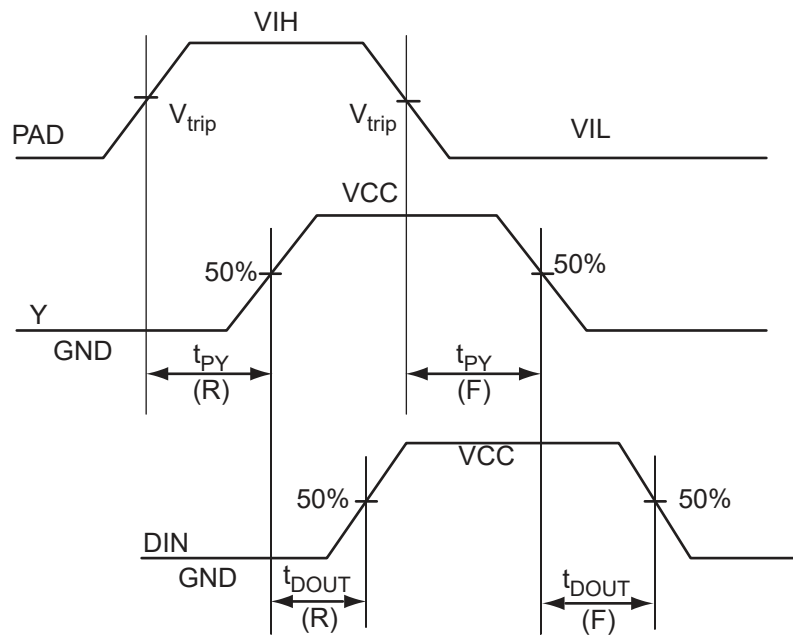 VIH
V_trip
V_trip
PAD
VIL
VCC
50%
50%
Y
GND
t_PY
(R)
t_PY
(F)
VCC
50%
50%
DIN
GND
t_DOUT
(R)
t_DOUT
(F)